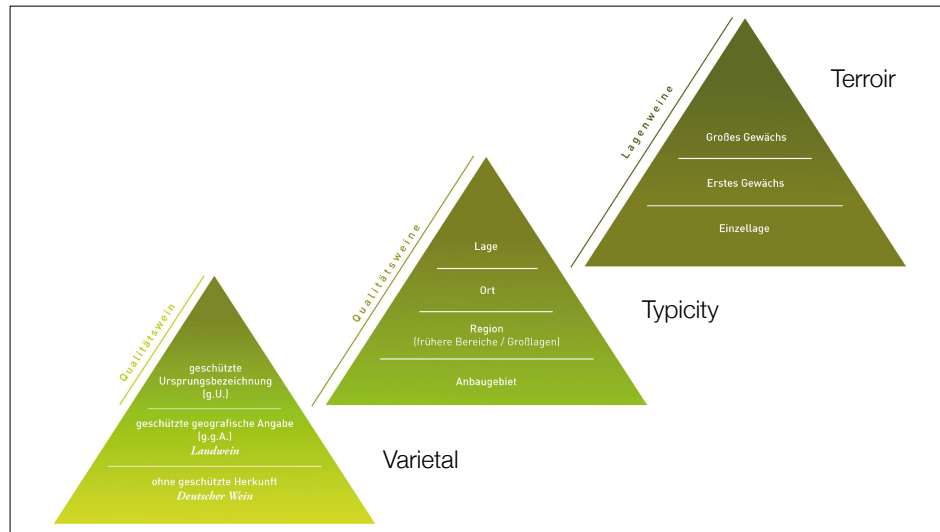 Qualitätswein
geschützte
Ursprungsbezeichnung
(g.U.)
geschützte geografische Angabe
(g.g.A.)
Landwein
ohne geschützte Herkunft
Deutscher Wein
Varietal
Qualitätsweine
Lage
Ort
Region
(frühere Bereiche / Großlagen)
Anbaugebiet
Typicity
Lagenweine
Großes Gewächs
Erstes Gewächs
Einzellage
Terroir